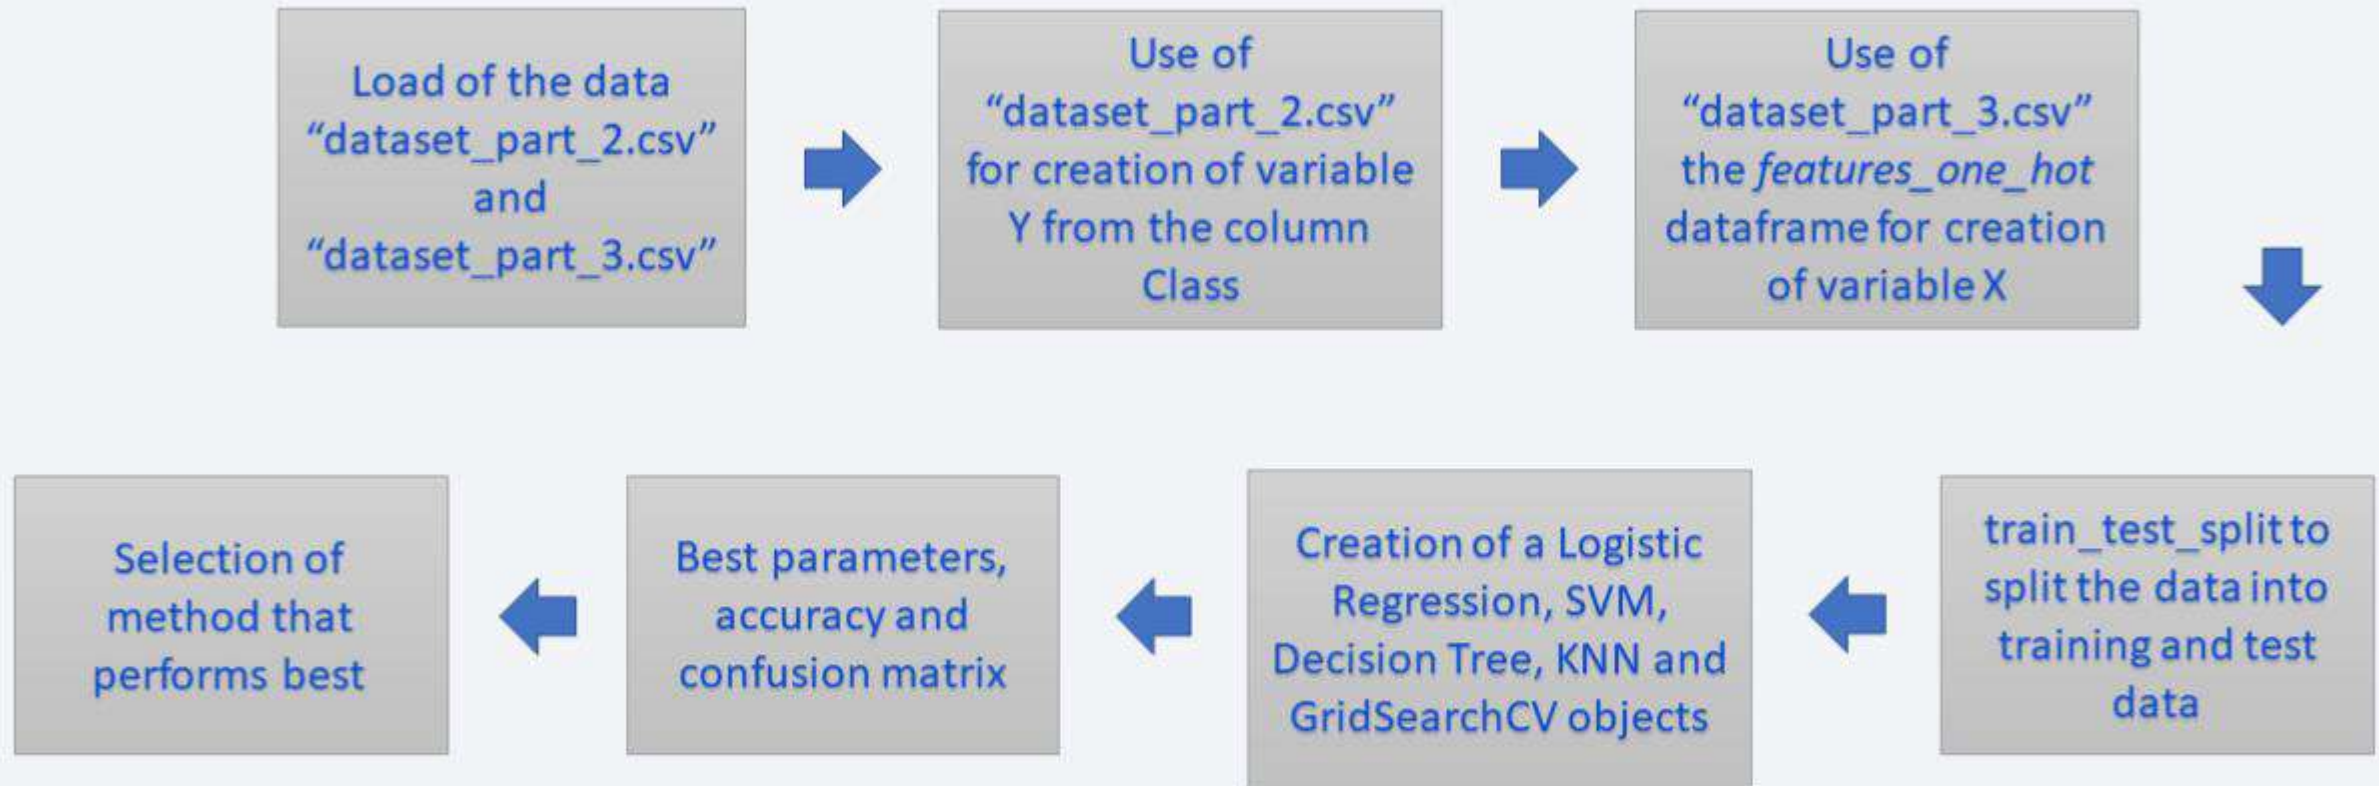 Load of the data
“dataset_part_2.csv”
and
“dataset_part_3.csv”
Use of
“dataset_part_2.csv”
for creation of variable
Y from the column
Class
Use of
“dataset_part_3.csv”
the features_one_hot
dataframe for creation
of variable X
train_test_split to
split the data into
training and test
data
Creation of a Logistic
Regression, SVM,
Decision Tree, KNN and
GridSearchCV objects
Best parameters,
accuracy and
confusion matrix
Selection of
method that
performs best